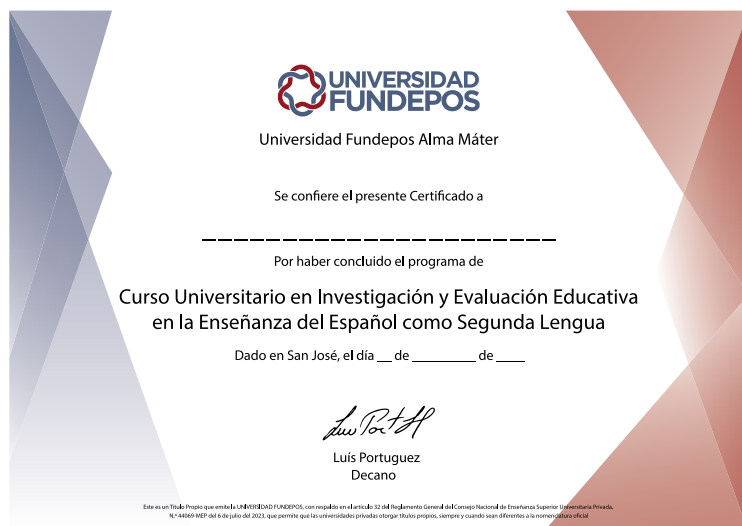 UNIVERSIDAD
FUNDEPOS
Universidad Fundepos Alma Máter
Se confiere el presente Certificado a
Por haber concluido el programa de
Curso Universitario en Investigación y Evaluación Educativa
en la Enseñanza del Español como Segunda Lengua
Dado en San José, el día __ de ________ de ____
Luís Portuguez
Decano
Este es un Título Propio que emite la UNIVERSIDAD FUNDEPOS, con respaldo en el artículo 32 del Reglamento General del Consejo Nacional de Enseñanza Superior Universitaria Privada,
N.º 44069-MEP del 6 de julio del 2023, que permite que las universidades privadas otorgar títulos propios, siempre y cuando sean diferentes a la nomenclatura oficial